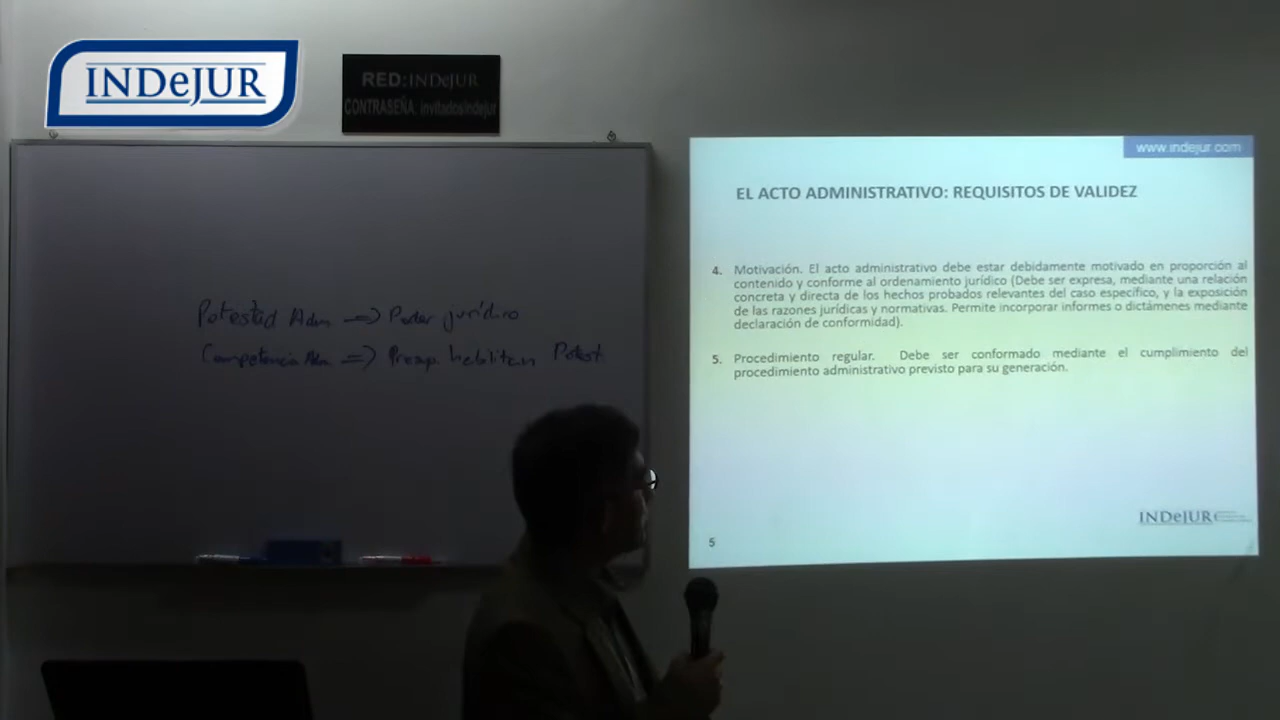 INDeJUR
RED:INDeJUR
CONTRASEÑA: invitadosindejur
Potestad Adm => Poder jurídico
Competencia Adm => Presup. habilitan Potest
www.indejur.com
EL ACTO ADMINISTRATIVO: REQUISITOS DE VALIDEZ
4. Motivación. El acto administrativo debe estar debidamente motivado en proporción al
contenido y conforme al ordenamiento jurídico (Debe ser expresa, mediante una relación
concreta y directa de los hechos probados relevantes del caso específico, y la exposición
de las razones jurídicas y normativas. Permite incorporar informes o dictámenes mediante
declaración de conformidad).
5. Procedimiento regular. Debe ser conformado mediante el cumplimiento del
procedimiento administrativo previsto para su generación.
INDeJUR
5